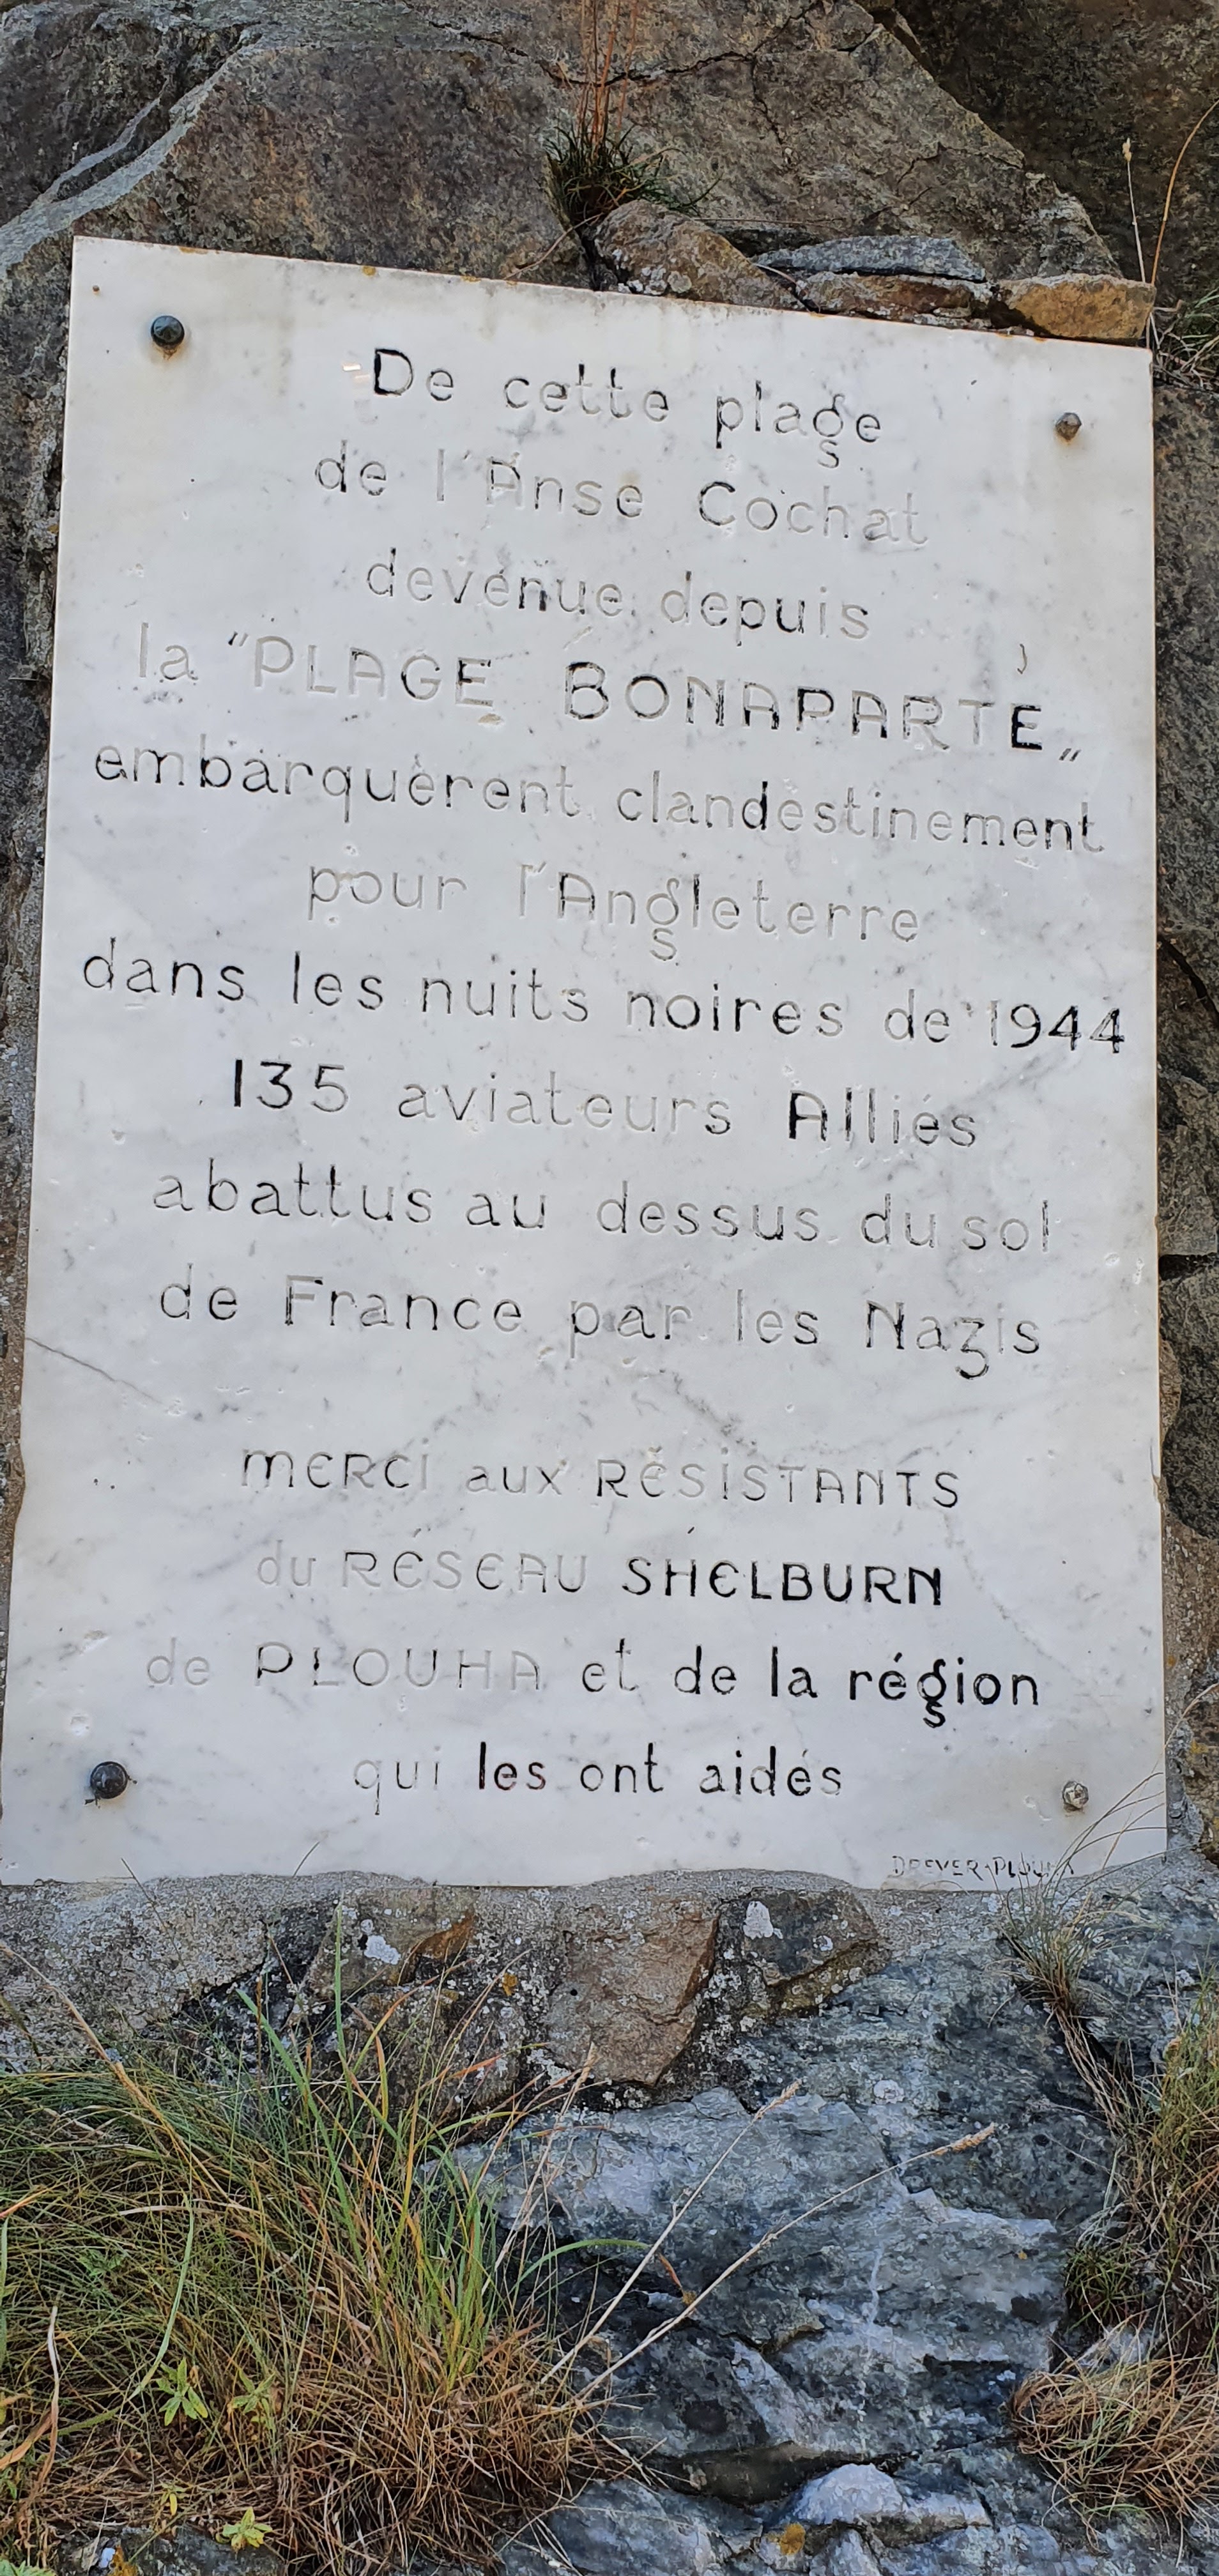 De cette plage
de l'Anse Cochat
devenue depuis
la "PLAGE BONAPARTE„
embarquèrent clandestinement
pour l'Angleterre
dans les nuits noires de 1944
135 aviateurs Alliés
abattus au dessus du sol
de France par les Nazis
MERCI aux RÉSISTANTS
du RÉSEAU SHELBURN
de PLOUHA et de la région
qui les ont aidés
PLOUHA